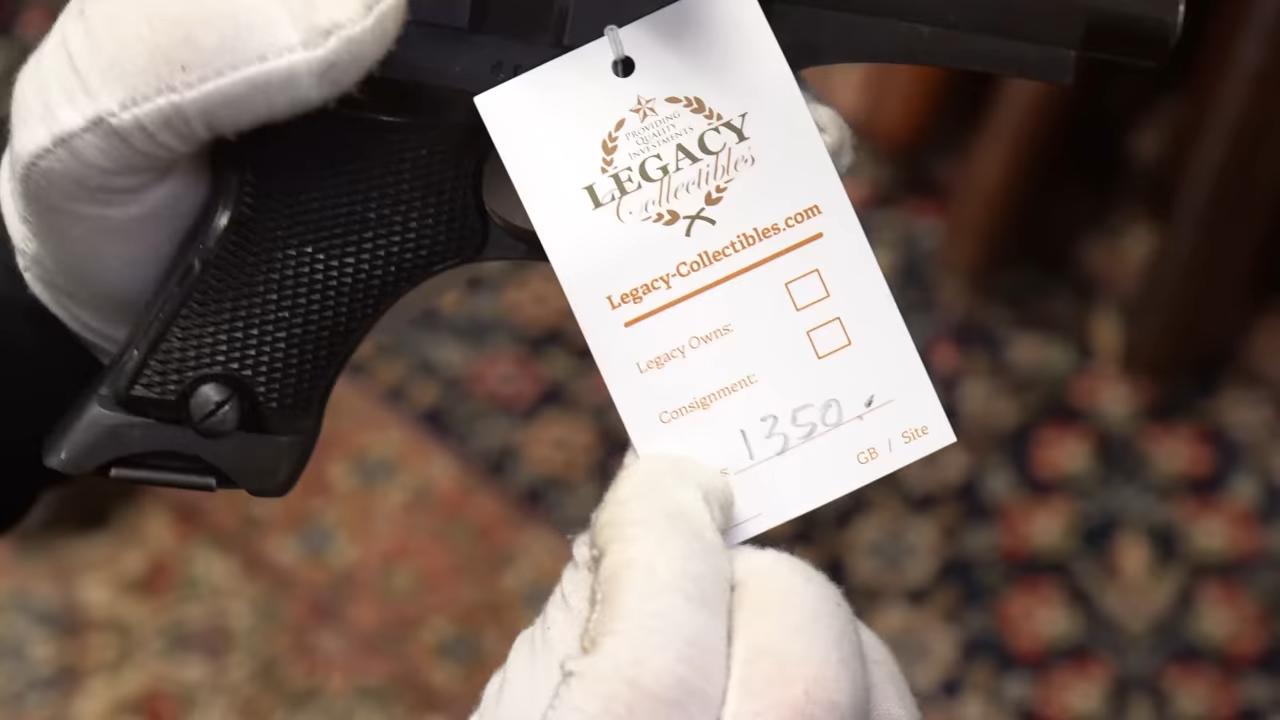 PROVIDING
QUALITY
INVESTMENTS
LEGACY
Collectibles
Legacy-Collectibles.com
Legacy Owns:
Consignment:
1350.
GB / Site